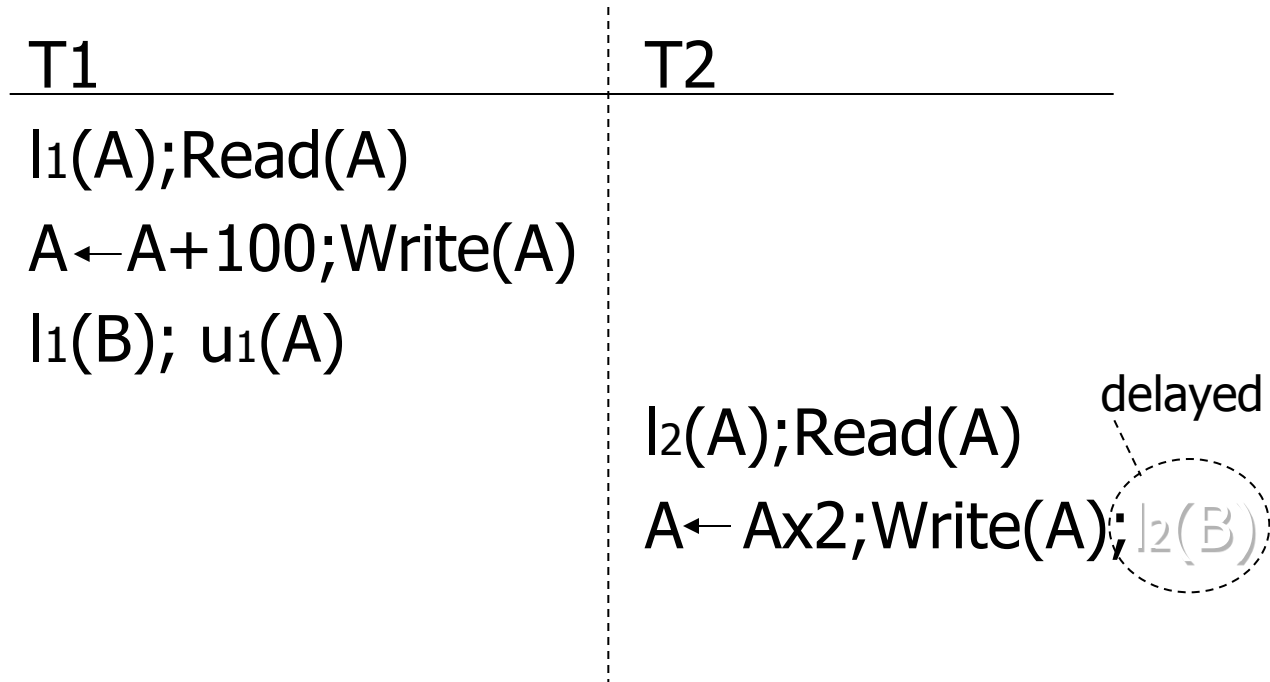 T1 T2
l1(A);Read(A)
A←A+100;Write(A)
l1(B); u1(A)
delayed
l2(A);Read(A)
A← Ax2;Write(A);l2(B)